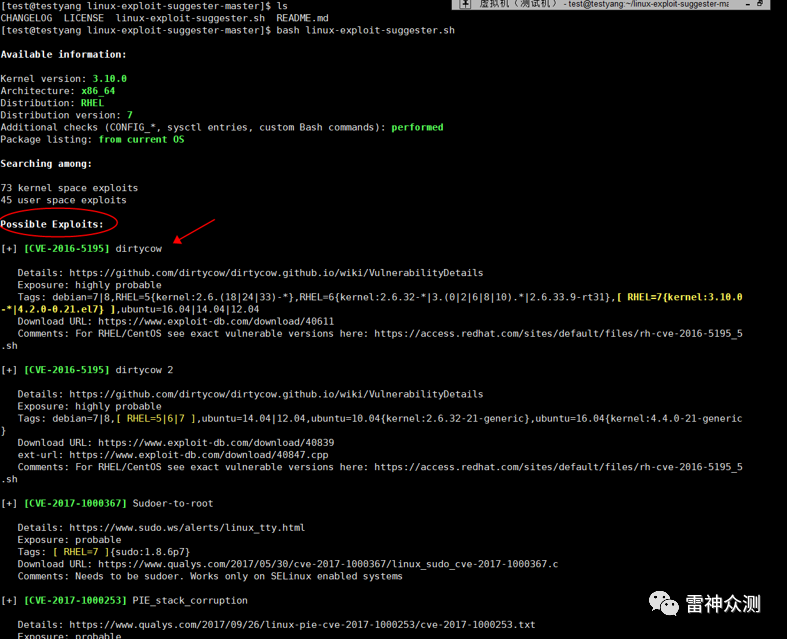 [test@testyang linux-exploit-suggester-master]$ ls
虚拟机（测试机） - test@testyang:~/linux-exploit-suggester-ma
CHANGELOG  LICENSE  linux-exploit-suggester.sh  README.md
[test@testyang linux-exploit-suggester-master]$ bash linux-exploit-suggester.sh
Available information:
Kernel version: 3.10.0
Architecture: x86_64
Distribution: RHEL
Distribution version: 7
Additional checks (CONFIG_*, sysctl entries, custom Bash commands): performed
Package listing: from current OS
Searching among:
73 kernel space exploits
45 user space exploits
Possible Exploits:
[+] [CVE-2016-5195] dirtycow
Details: https://github.com/dirtycow/dirtycow.github.io/wiki/VulnerabilityDetails
Exposure: highly probable
Tags: debian=7|8,RHEL=5{kernel:2.6.(18|24|33)-*},RHEL=6{kernel:2.6.32-*|3.(0|2|6|8|10).*|2.6.33.9-rt31},[ RHEL=7{kernel:3.10.0
-*|4.2.0-0.21.el7} ],ubuntu=16.04|14.04|12.04
Download URL: https://www.exploit-db.com/download/40611
Comments: For RHEL/CentOS see exact vulnerable versions here: https://access.redhat.com/sites/default/files/rh-cve-2016-5195_5
.sh
[+] [CVE-2016-5195] dirtycow 2
Details: https://github.com/dirtycow/dirtycow.github.io/wiki/VulnerabilityDetails
Exposure: highly probable
Tags: debian=7|8,[ RHEL=5|6|7 ],ubuntu=14.04|12.04,ubuntu=10.04{kernel:2.6.32-21-generic},ubuntu=16.04{kernel:4.4.0-21-generic
}
Download URL: https://www.exploit-db.com/download/40839
ext-url: https://www.exploit-db.com/download/40847.cpp
Comments: For RHEL/CentOS see exact vulnerable versions here: https://access.redhat.com/sites/default/files/rh-cve-2016-5195_5
.sh
[+] [CVE-2017-1000367] Sudoer-to-root
Details: https://www.sudo.ws/alerts/linux_tty.html
Exposure: probable
Tags: [ RHEL=7 ]{sudo:1.8.6p7}
Download URL: https://www.qualys.com/2017/05/30/cve-2017-1000367/linux_sudo_cve-2017-1000367.c
Comments: Needs to be sudoer. Works only on SELinux enabled systems
[+] [CVE-2017-1000253] PIE_stack_corruption
Details: https://www.qualys.com/2017/09/26/linux-pie-cve-2017-1000253/cve-2017-1000253.txt
Exposure: probable
雷神众测